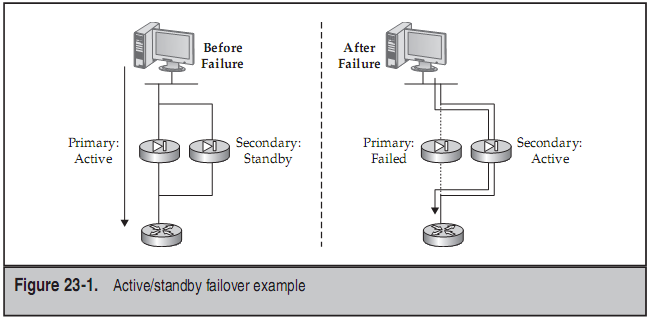 Before
Failure
After
Failure
Primary:
Active
Secondary:
Standby
Primary:
Failed
Secondary:
Active
Figure 23-1. Active/standby failover example